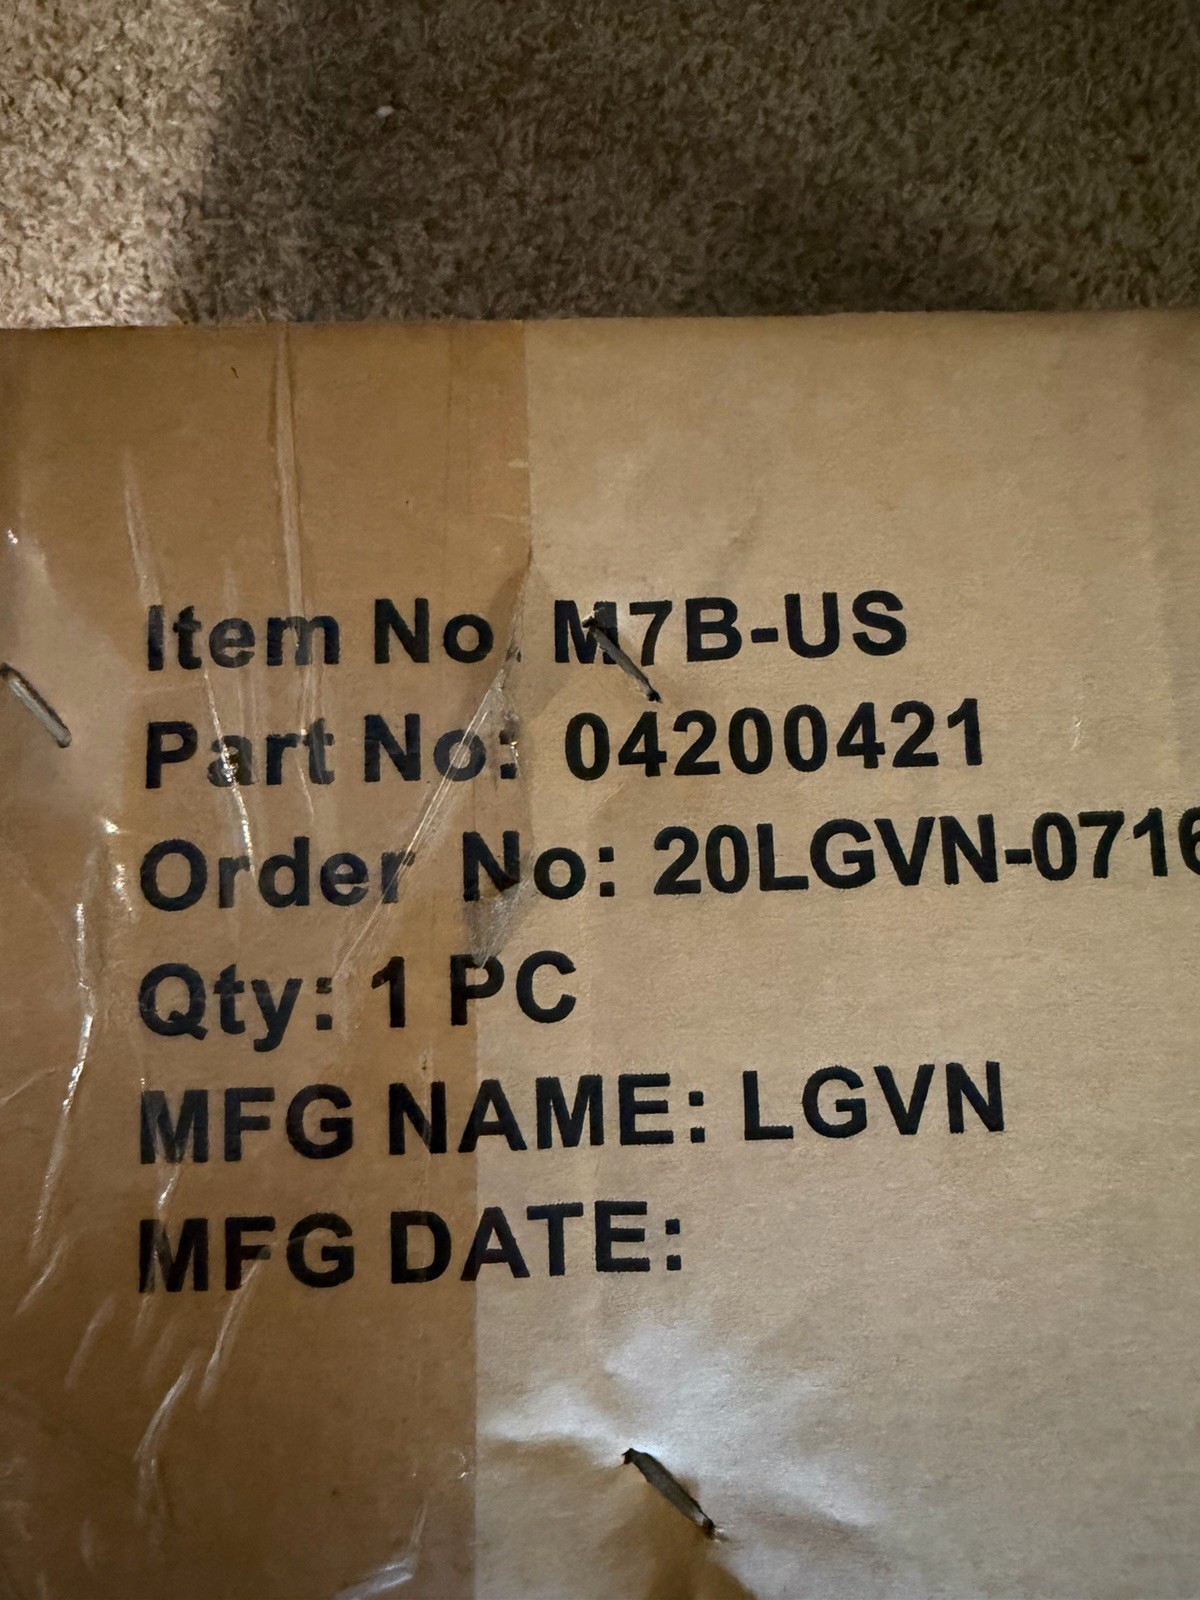 Item No: M7B-US
Part No: 04200421
Order No: 20LGVN-0716
Qty: 1 PC
MFG NAME: LGVN
MFG DATE: